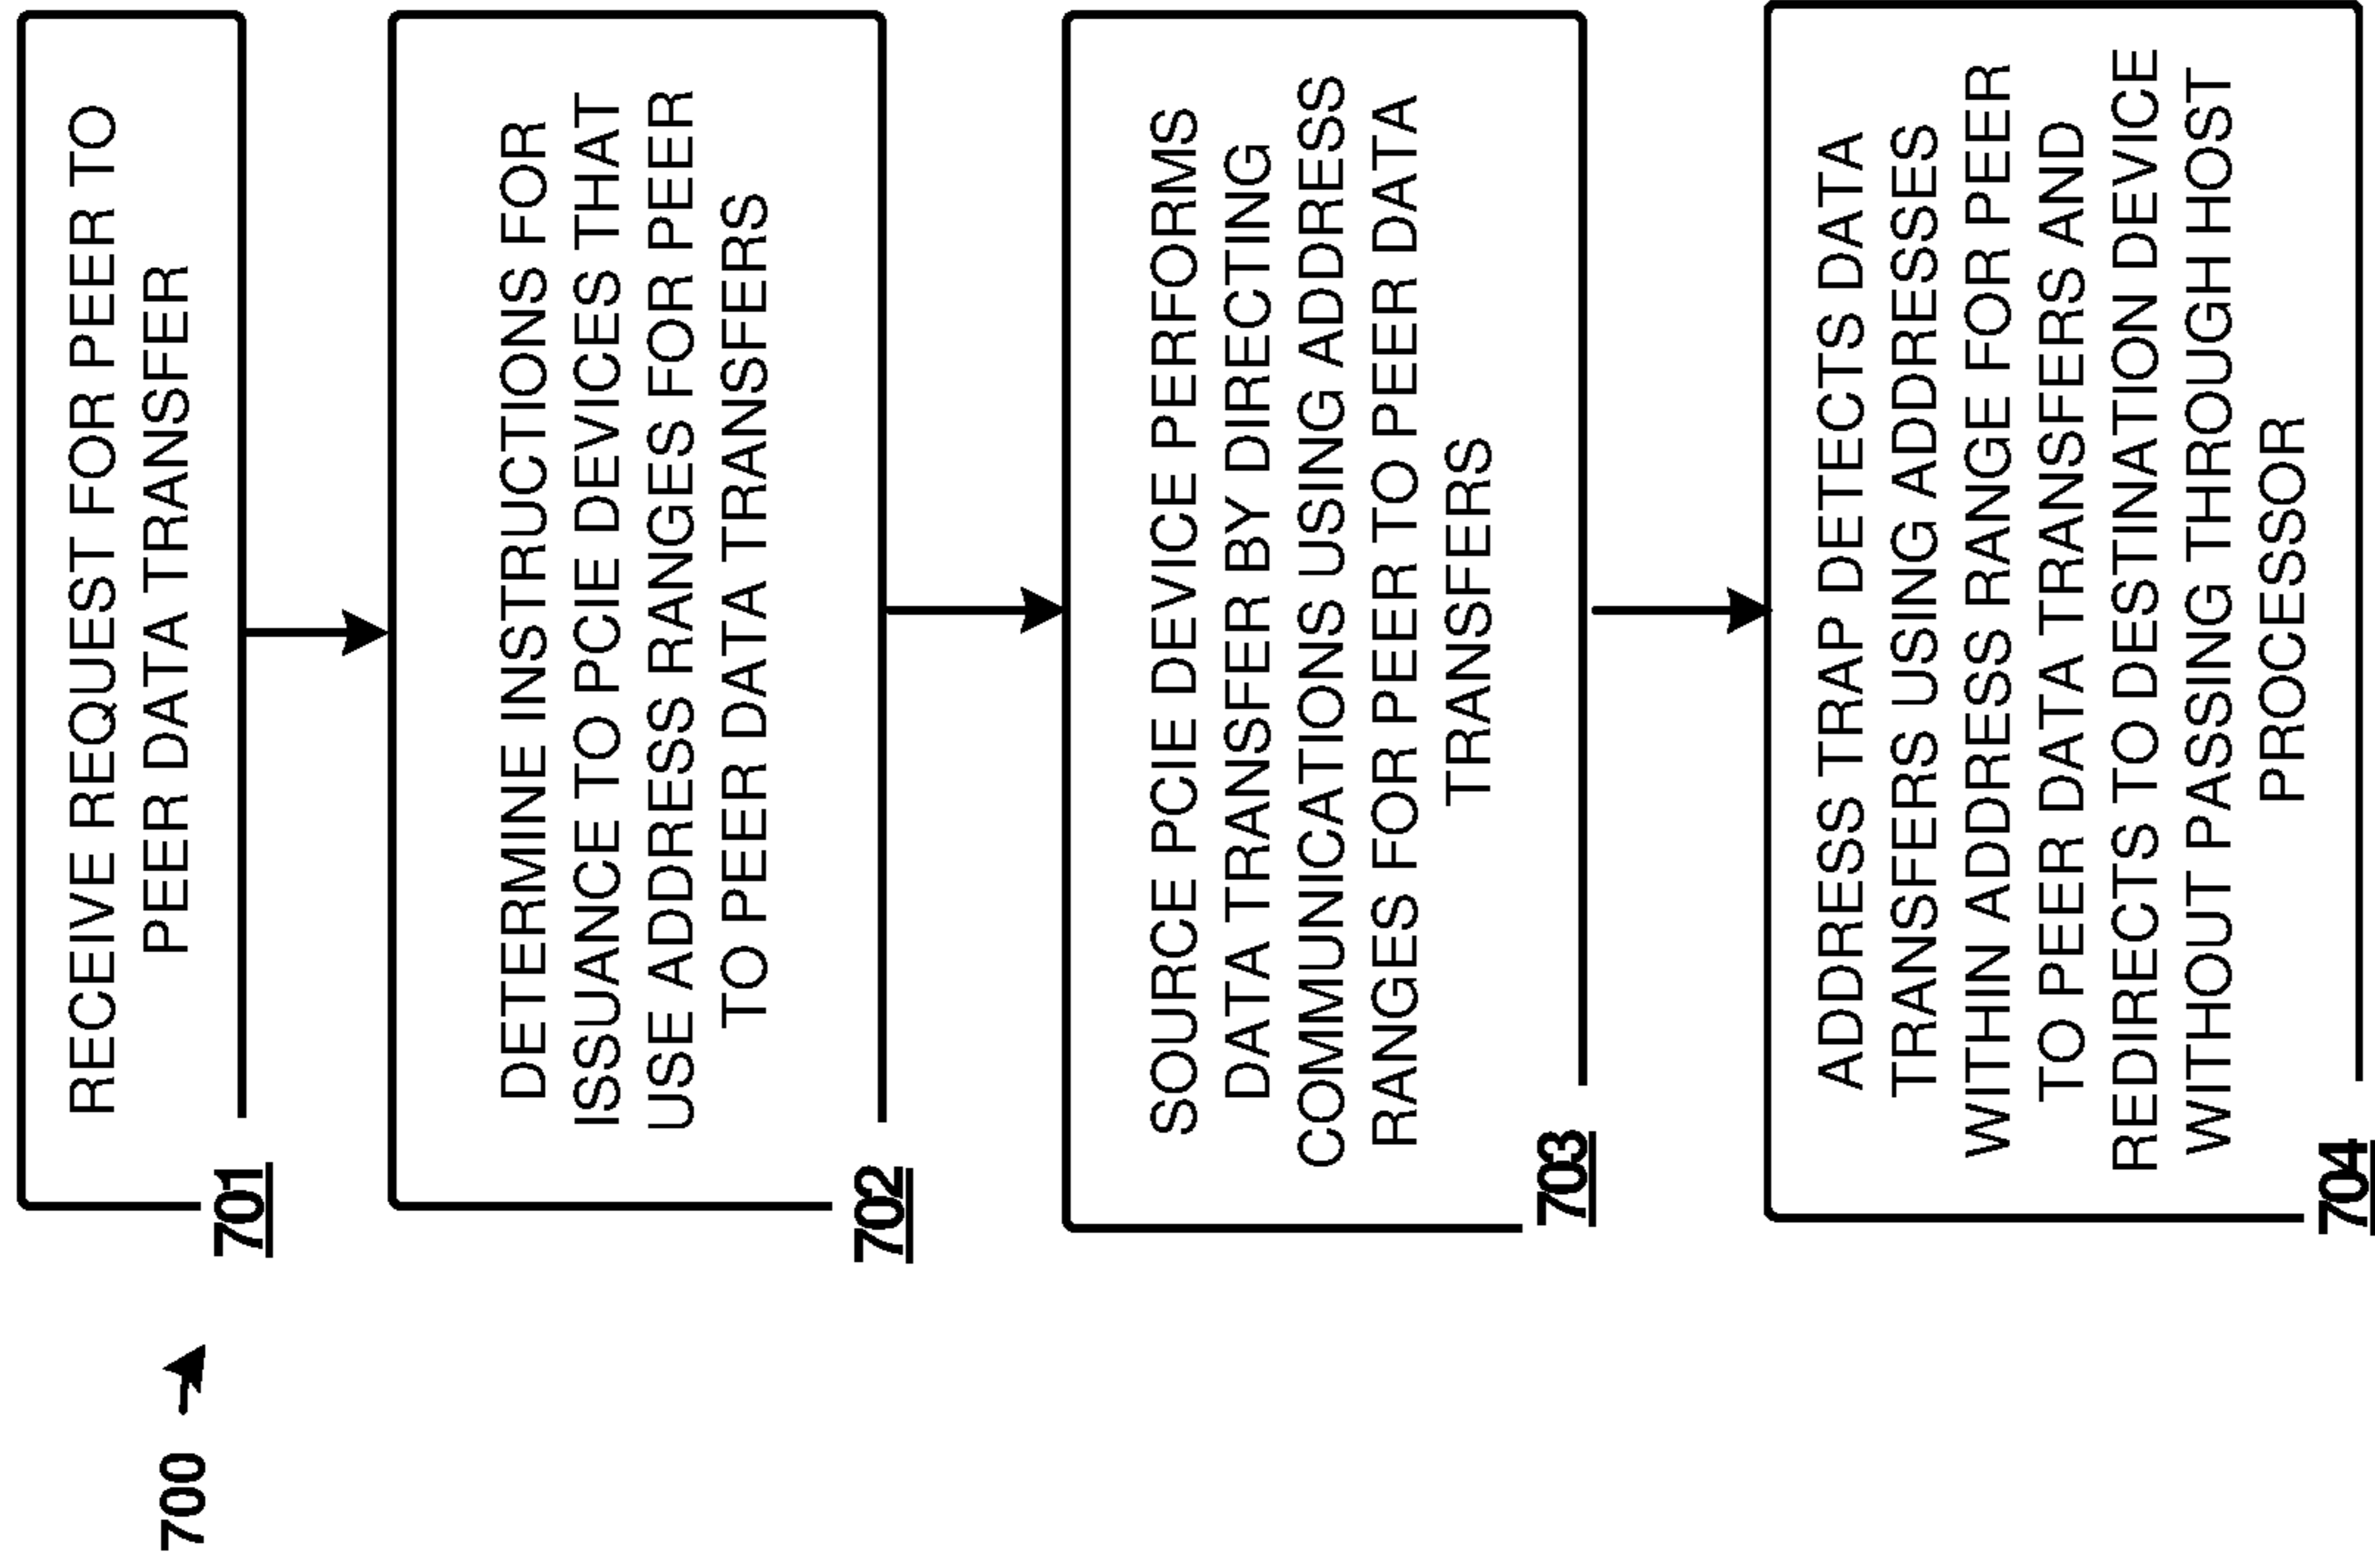 700
RECEIVE REQUEST FOR PEER TO
PEER DATA TRANSFER
701
DETERMINE INSTRUCTIONS FOR
ISSUANCE TO PCIE DEVICES THAT
USE ADDRESS RANGES FOR PEER
TO PEER DATA TRANSFERS
702
SOURCE PCIE DEVICE PERFORMS
DATA TRANSFER BY DIRECTING
COMMUNICATIONS USING ADDRESS
RANGES FOR PEER TO PEER DATA
TRANSFERS
703
ADDRESS TRAP DETECTS DATA
TRANSFERS USING ADDRESSES
WITHIN ADDRESS RANGE FOR PEER
TO PEER DATA TRANSFERS AND
REDIRECTS TO DESTINATION DEVICE
WITHOUT PASSING THROUGH HOST
PROCESSOR
704